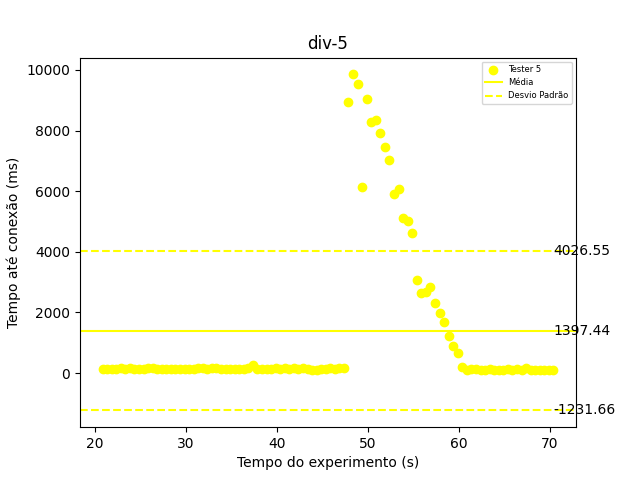 div-5
Tester 5
Média
Desvio Padrão
10000
8000
6000
4000
2000
0
4026.55
1397.44
-1231.66
20 30 40 50 60 70
Tempo do experimento (s)
Tempo até conexão (ms)